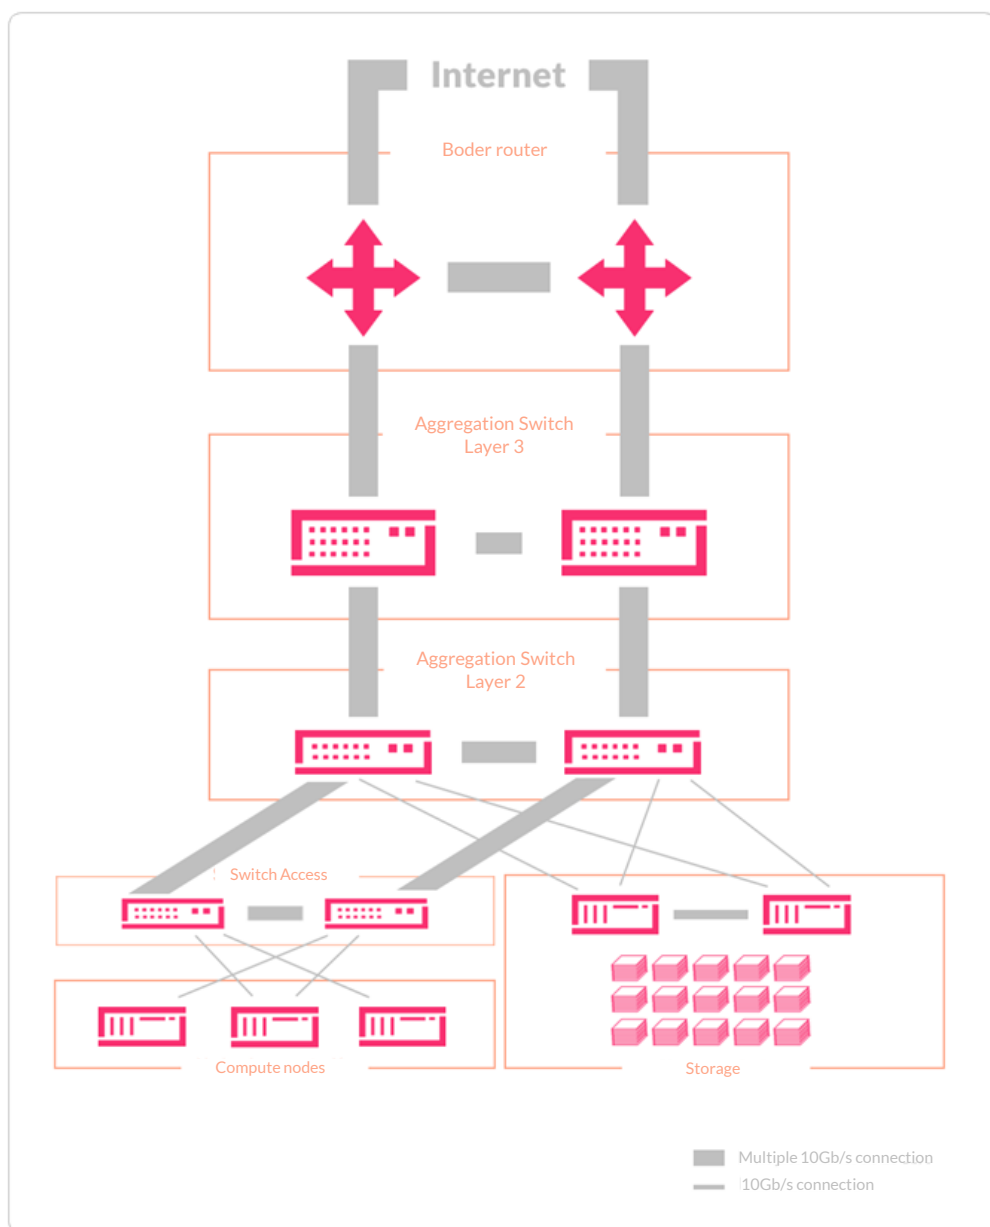 Internet
Boder router
Aggregation Switch
Layer 3
Aggregation Switch
Layer 2
Switch Access
Compute nodes
Storage
Multiple 10Gb/s connection
10Gb/s connection